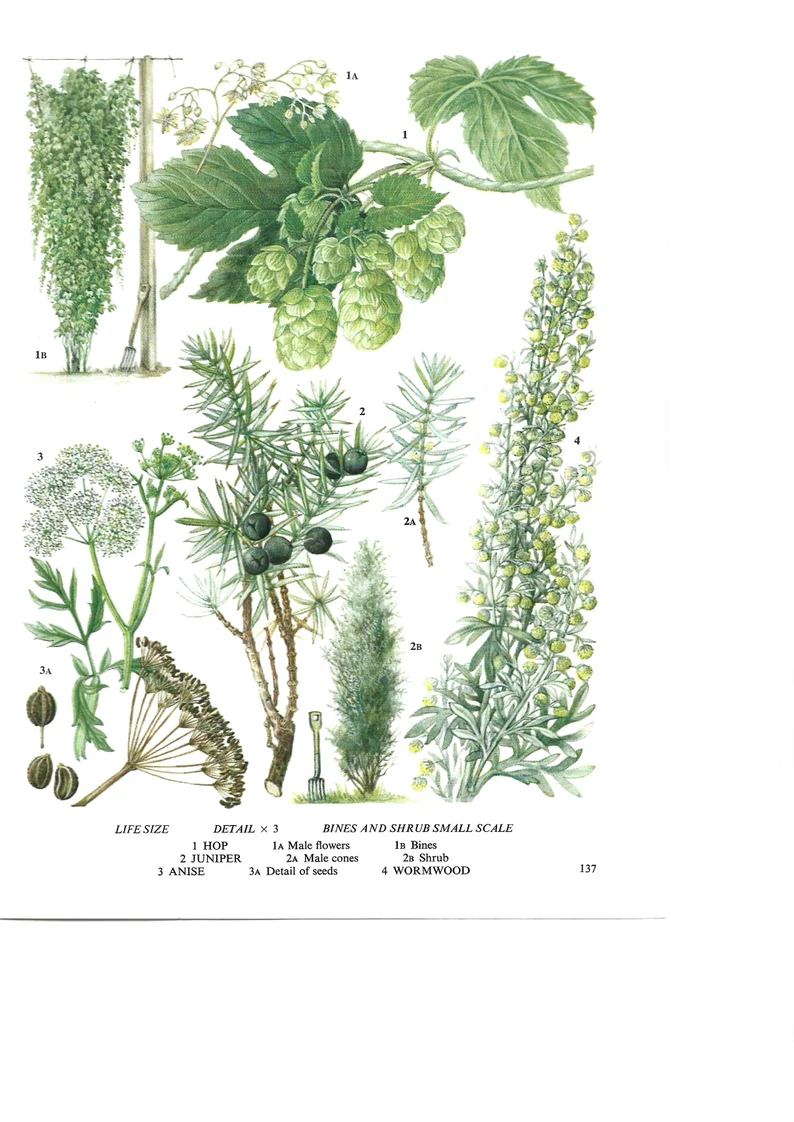 1A
1
1B
2
3
4
2A
2B
3A
LIFE SIZE DETAIL × 3 BINES AND SHRUB SMALL SCALE
1 HOP 1A Male flowers 1B Bines
2 JUNIPER 2A Male cones 2B Shrub
3 ANISE 3A Detail of seeds 4 WORMWOOD
137